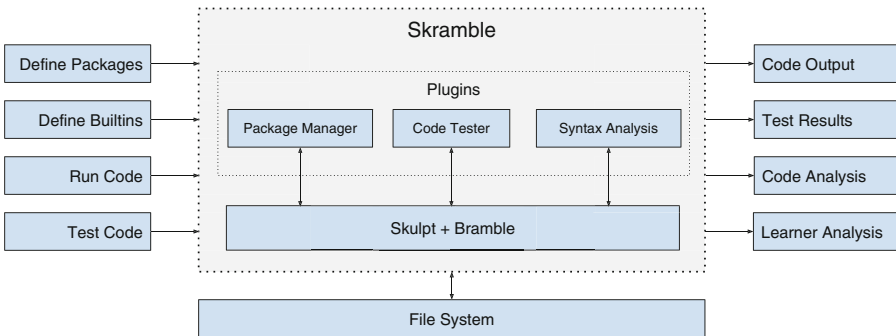 Skramble
Define Packages
Define Builtins
Run Code
Test Code
Plugins
Package Manager
Code Tester
Syntax Analysis
Skulpt + Bramble
Code Output
Test Results
Code Analysis
Learner Analysis
File System